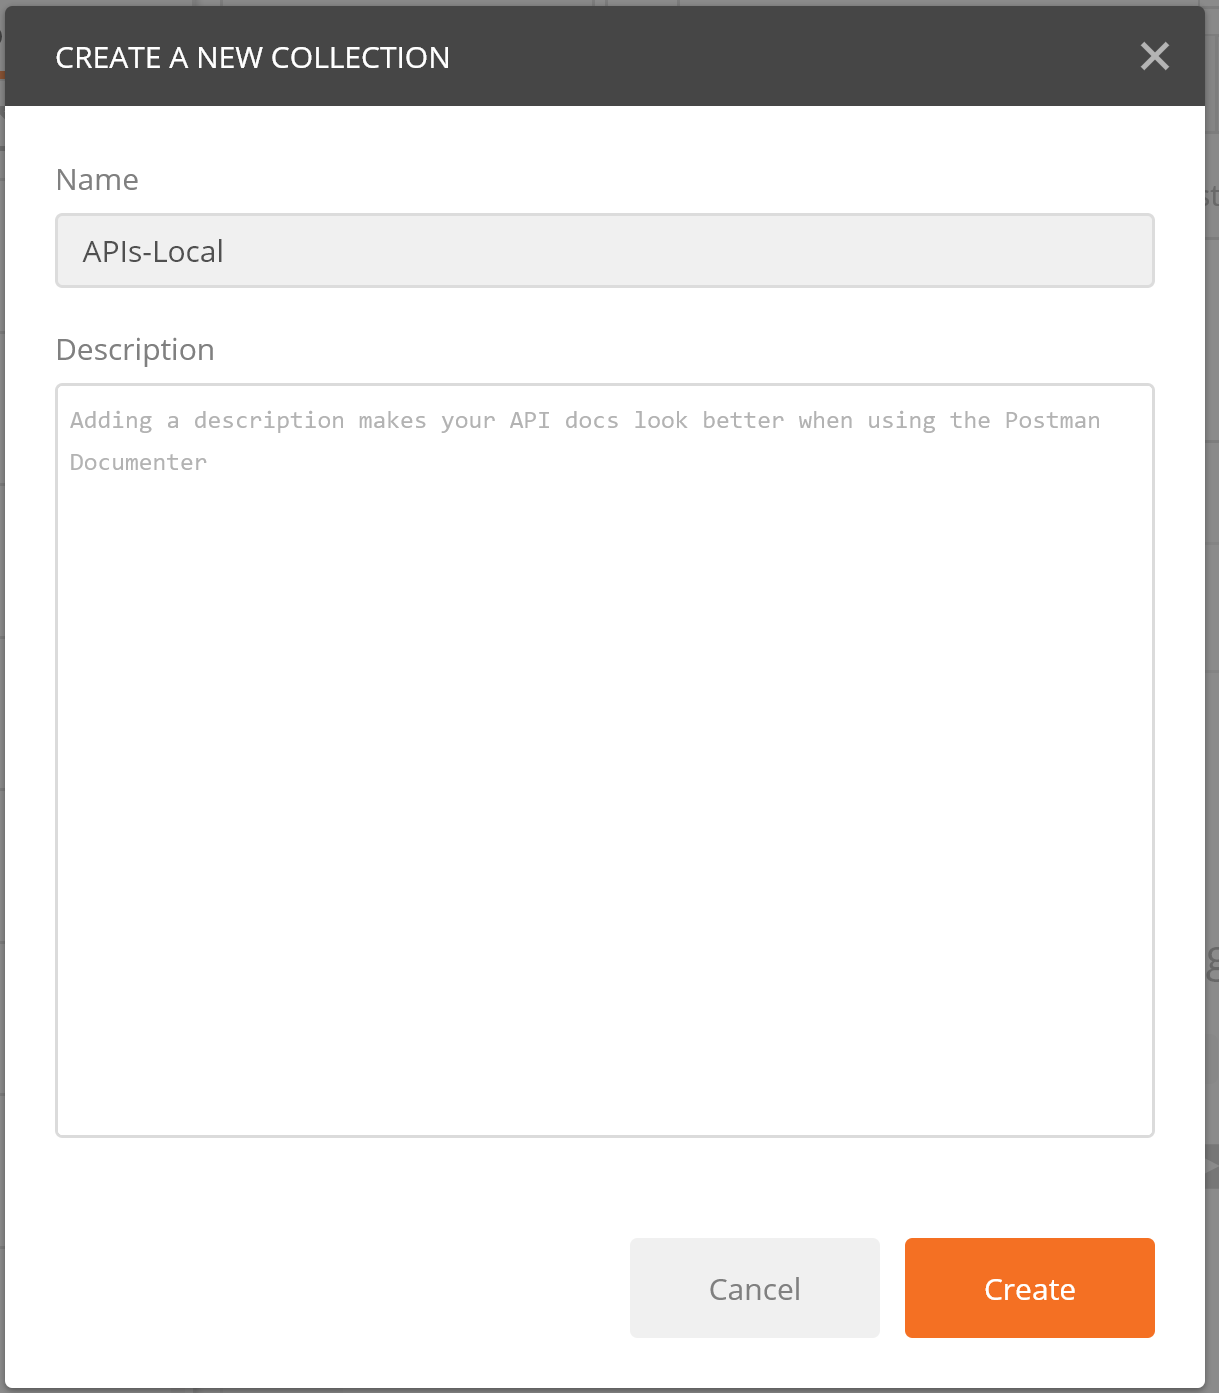 CREATE A NEW COLLECTION
Name
APIs-Local
Description
Adding a description makes your API docs look better when using the Postman
Documenter
Cancel
Create